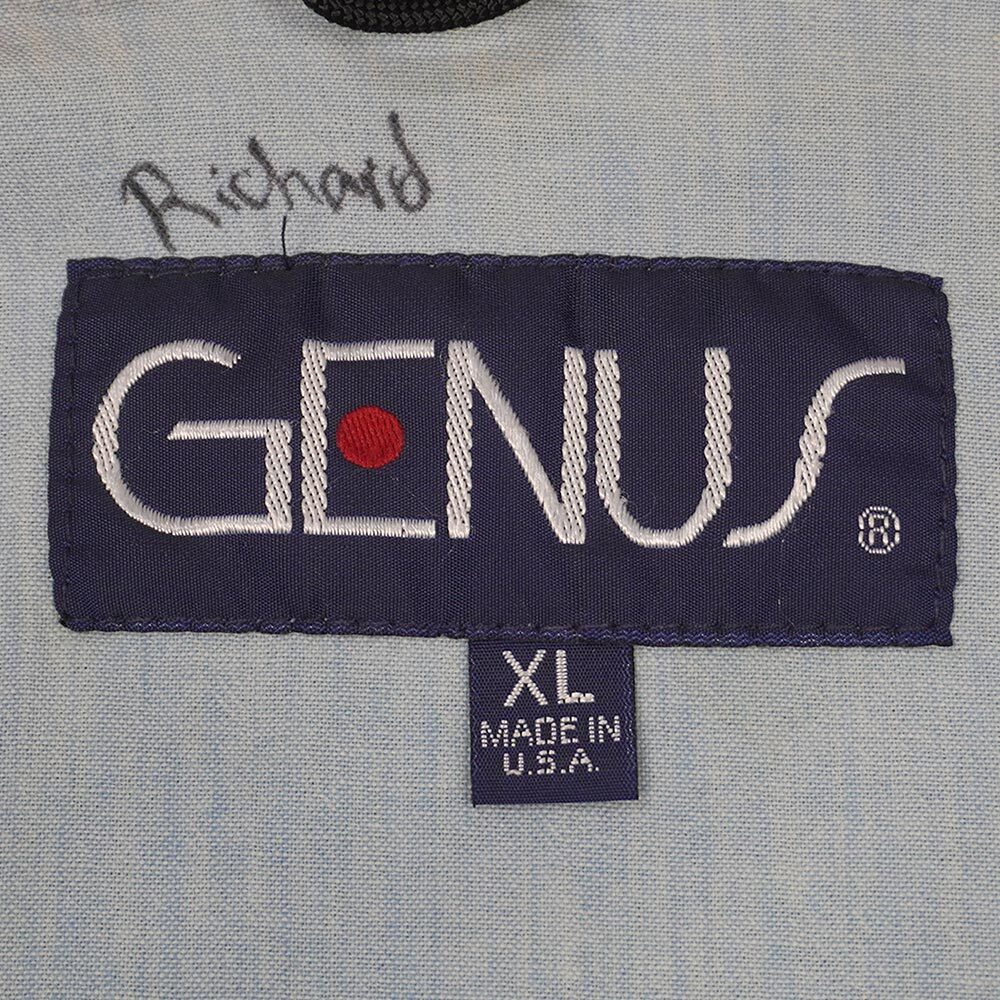 Richard
GENUS®
XL
MADE IN
U.S.A.